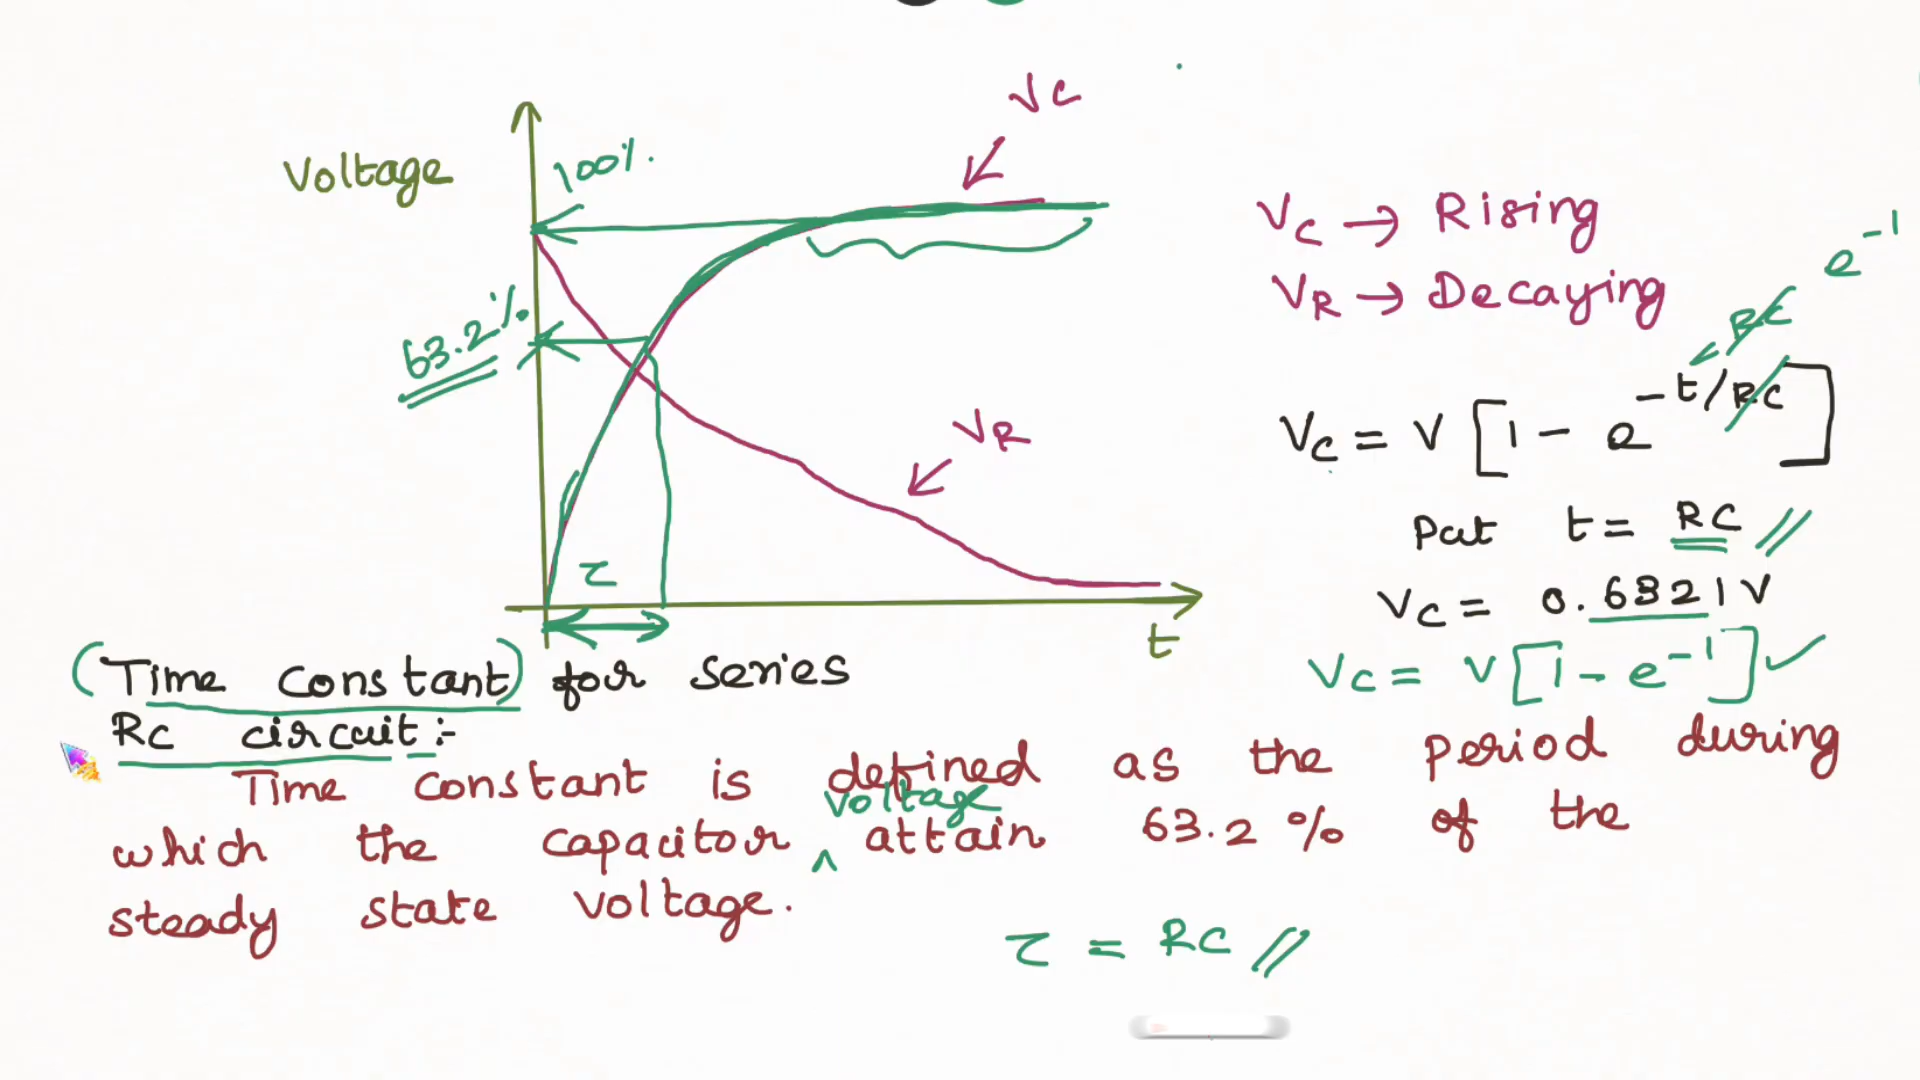 Vc
100%.
Voltage
Vc → Rising
e^-1
VR → Decaying
63.2%.
RC
Vc = V [1 - e^-t/RC]
VR
Put t = RC //
τ
Vc = 0.6321V
t
(Time constant) for series
Vc = V [1 - e^-1] ✓
Rc circuit :-
Time constant is defined as the period during
voltage
which the capacitor ^ attain 63.2 % of the
steady state voltage.
τ = RC //